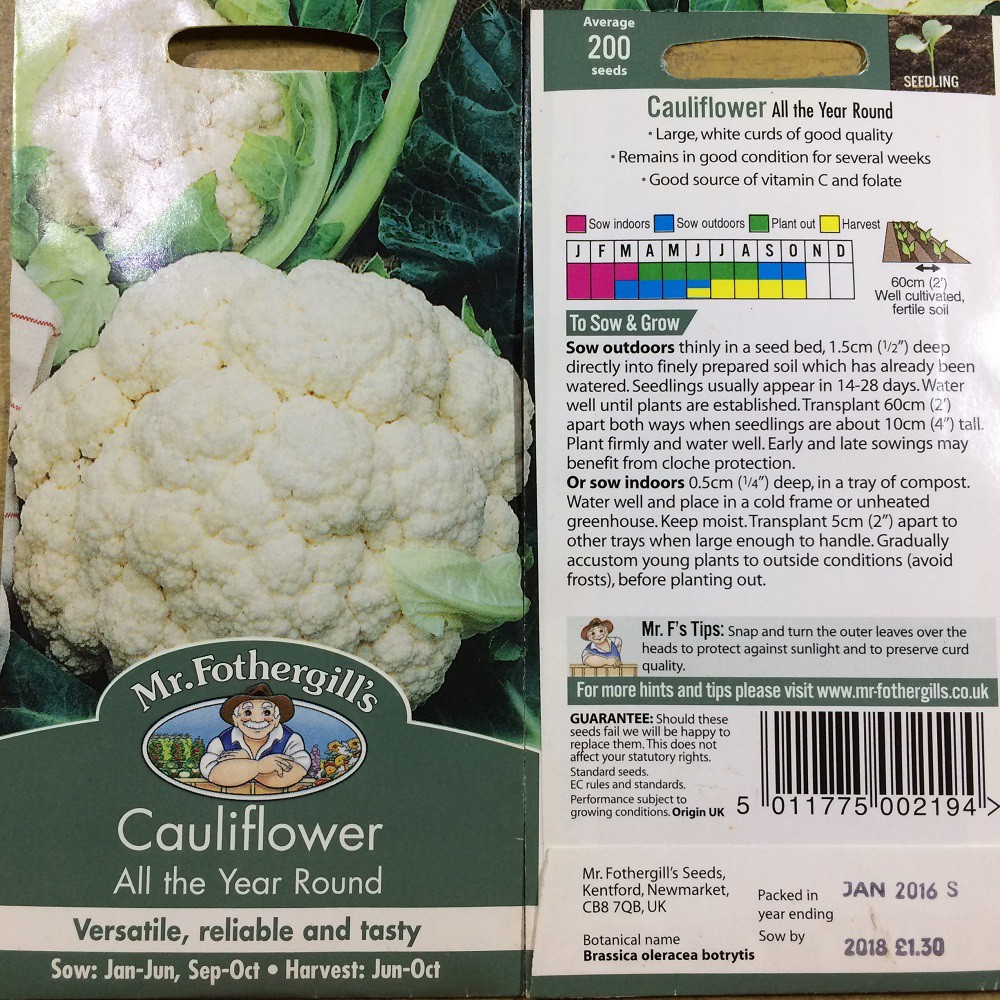 Mr. Fothergill's
Cauliflower
All the Year Round
Versatile, reliable and tasty
Sow: Jan-Jun, Sep-Oct • Harvest: Jun-Oct
Average
200
seeds
SEEDLING
Cauliflower All the Year Round
• Large, white curds of good quality
• Remains in good condition for several weeks
• Good source of vitamin C and folate
Sow indoors Sow outdoors Plant out Harvest
J F M A M J J A S O N D
60cm (2')
Well cultivated,
fertile soil
To Sow & Grow
Sow outdoors thinly in a seed bed, 1.5cm (1/2") deep
directly into finely prepared soil which has already been
watered. Seedlings usually appear in 14-28 days. Water
well until plants are established. Transplant 60cm (2')
apart both ways when seedlings are about 10cm (4") tall.
Plant firmly and water well. Early and late sowings may
benefit from cloche protection.
Or sow indoors 0.5cm (1/4") deep, in a tray of compost.
Water well and place in a cold frame or unheated
greenhouse. Keep moist. Transplant 5cm (2") apart to
other trays when large enough to handle. Gradually
accustom young plants to outside conditions (avoid
frosts), before planting out.
Mr. F's Tips: Snap and turn the outer leaves over the
heads to protect against sunlight and to preserve curd
quality.
For more hints and tips please visit www.mr-fothergills.co.uk
GUARANTEE: Should these
seeds fail we will be happy to
replace them. This does not
affect your statutory rights.
Standard seeds.
EC rules and standards.
Performance subject to
growing conditions. Origin UK
5 011775 002194 >
Mr. Fothergill's Seeds,
Kentford, Newmarket,
CB8 7QB, UK
Packed in
year ending
JAN 2016 S
Botanical name
Brassica oleracea botrytis
Sow by
2018 £1.30